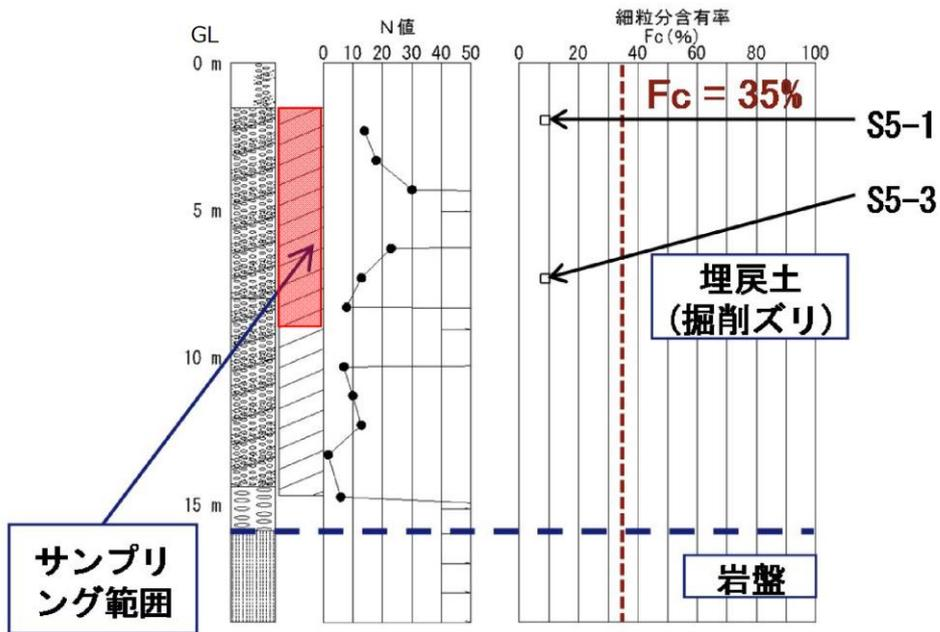 GL
N値
細粒分含有率
Fc(%)
0 10 20 30 40 50
0 20 40 60 80 100
0 m
Fc = 35%
S5-1
5 m
S5-3
埋戻土
(掘削ズリ)
10 m
15 m
サンプリ
ング範囲
岩盤